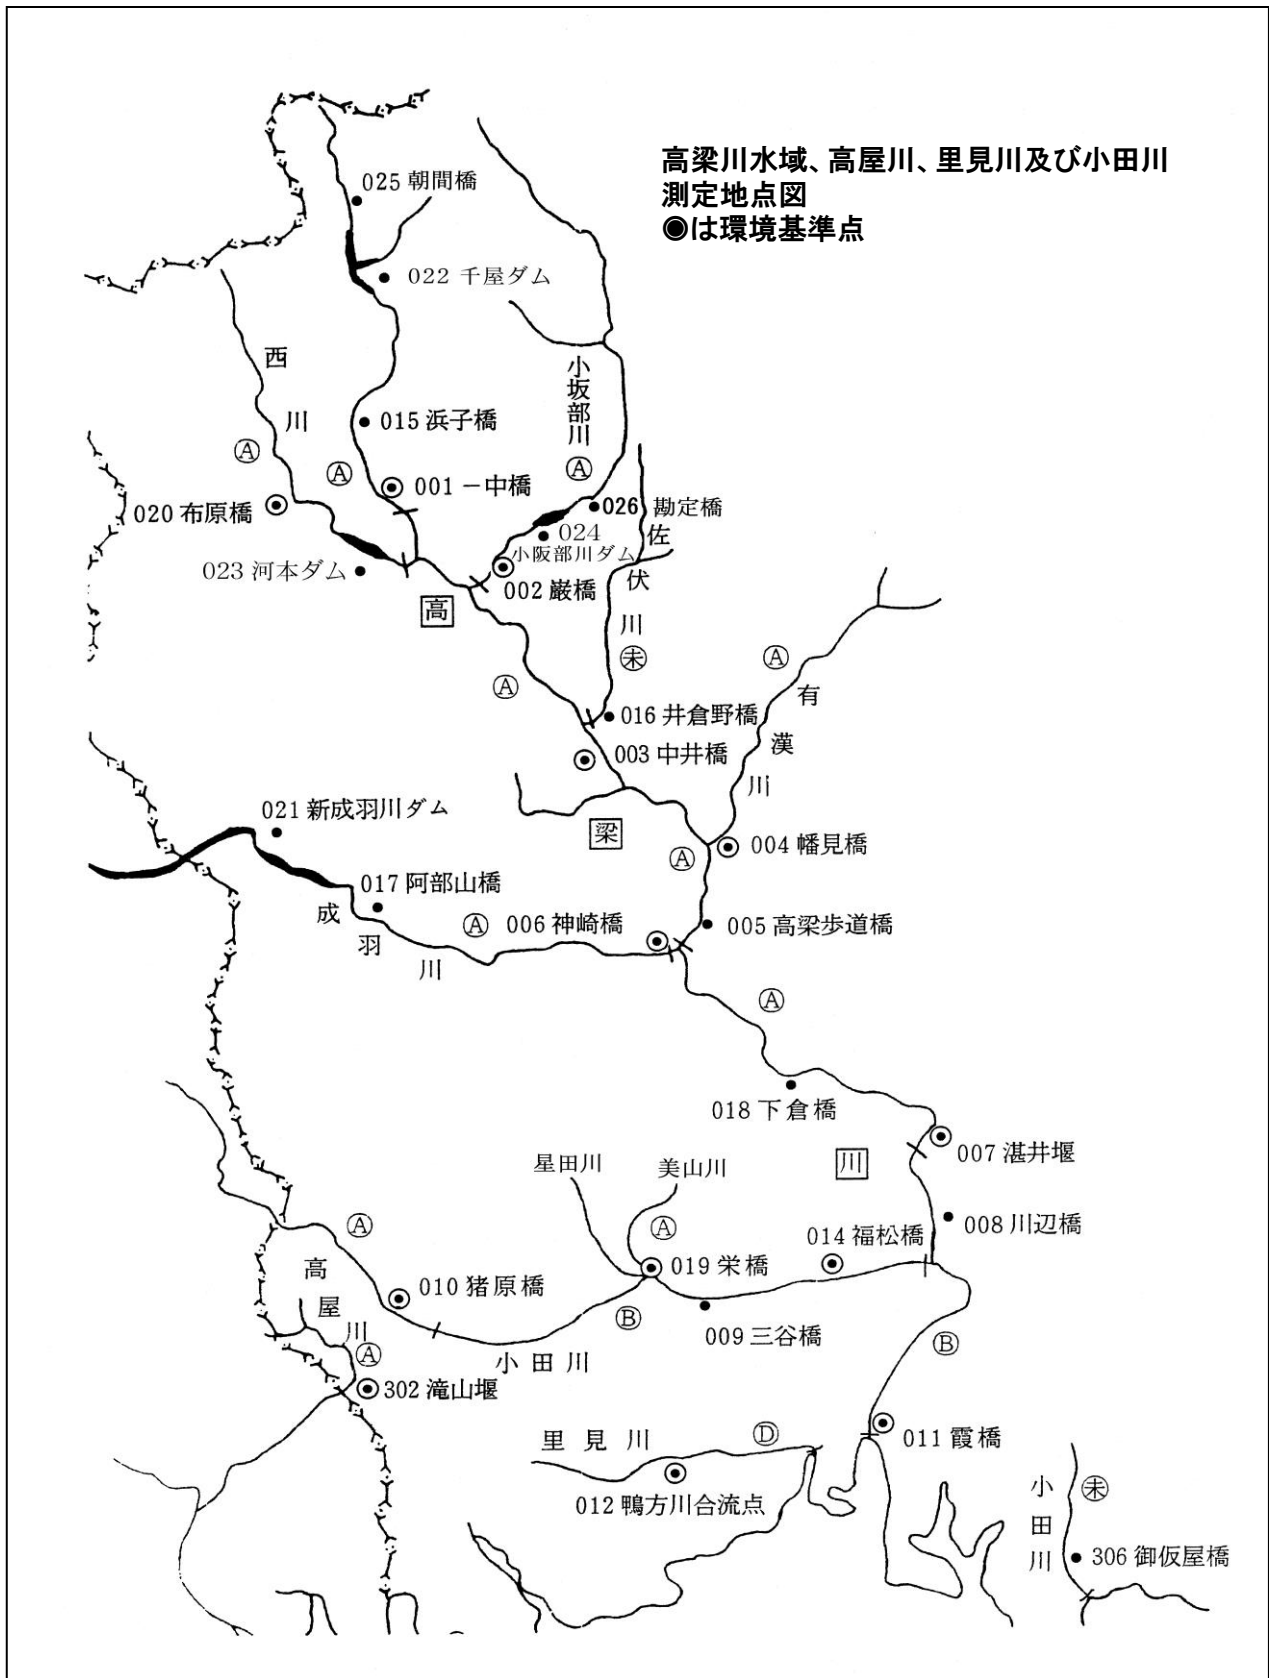 高梁川水域、高屋川、里見川及び小田川
測定地点図
◉は環境基準点
025 朝間橋
022 千屋ダム
西川
小坂部川
015 浜子橋
Ⓐ
Ⓐ
Ⓐ
001 一中橋
020 布原橋
026 勘定橋
024
小阪部川ダム
佐伏川
023 河本ダム
002 巌橋
高
㊍
Ⓐ
Ⓐ
有漢川
016 井倉野橋
003 中井橋
021 新成羽川ダム
梁
004 幡見橋
Ⓐ
017 阿部山橋
成羽川
Ⓐ
006 神崎橋
005 高梁歩道橋
Ⓐ
018 下倉橋
007 湛井堰
川
星田川
美山川
Ⓐ
Ⓐ
008 川辺橋
014 福松橋
高屋川
019 栄橋
010 猪原橋
Ⓑ
009 三谷橋
Ⓑ
小田川
Ⓐ
302 滝山堰
里見川
Ⓓ
011 霞橋
012 鴨方川合流点
小田川
未
306 御仮屋橋